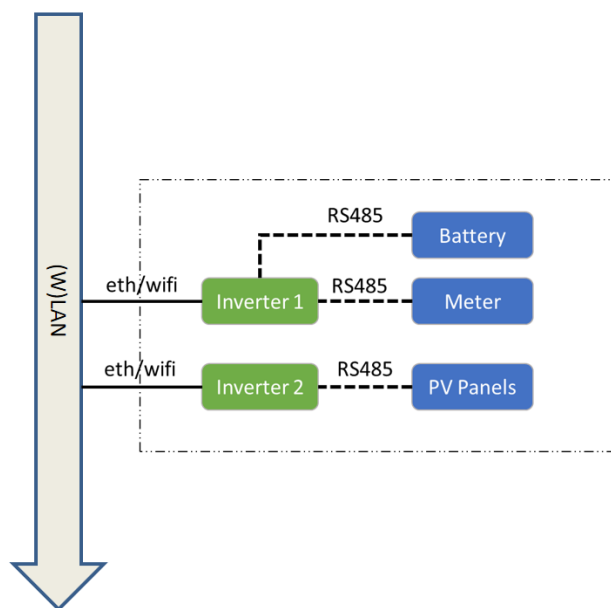 RS485
Battery
(W)LAN
eth/wifi
Inverter 1
RS485
Meter
eth/wifi
Inverter 2
RS485
PV Panels